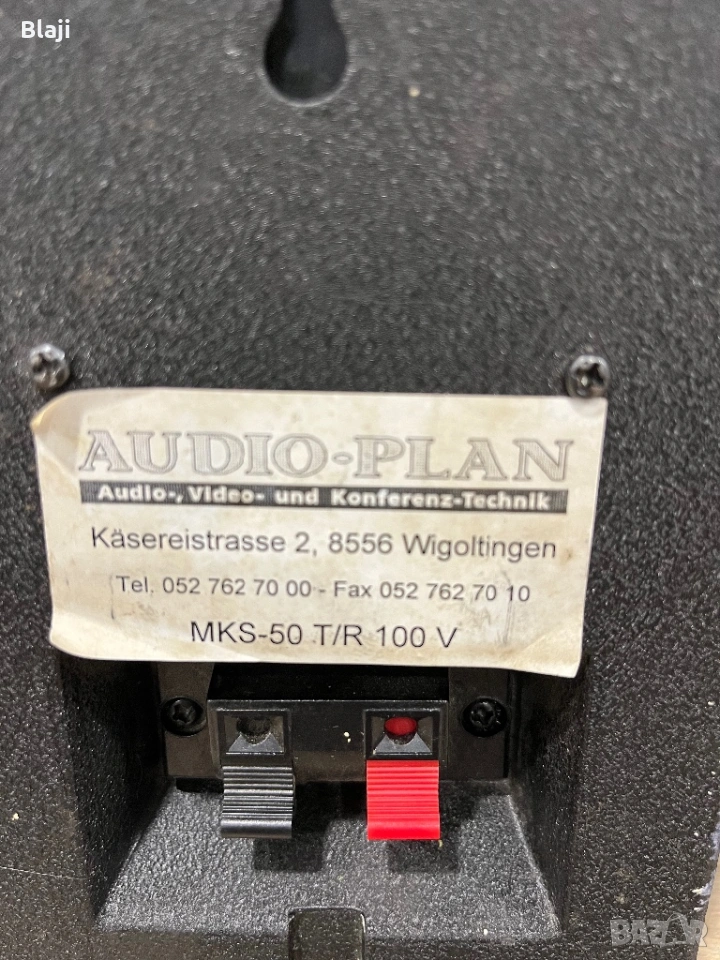 Blaji
AUDIO-PLAN
Audio-, Video- und Konferenz-Technik
Käsereistrasse 2, 8556 Wigoltingen
Tel. 052 762 70 00 - Fax 052 762 70 10
MKS-50 T/R 100 V
BAZAR